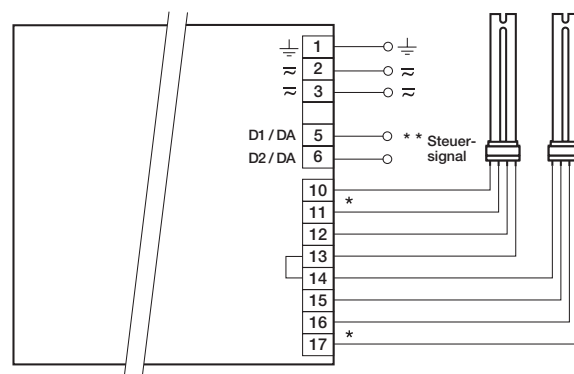 ⏚ 1 ⏚
≂ 2 ≂
≂ 3 ≂
D1 / DA 5 * * Steuer-
D2 / DA 6 signal
10
*
11
12
13
14
15
16
*
17